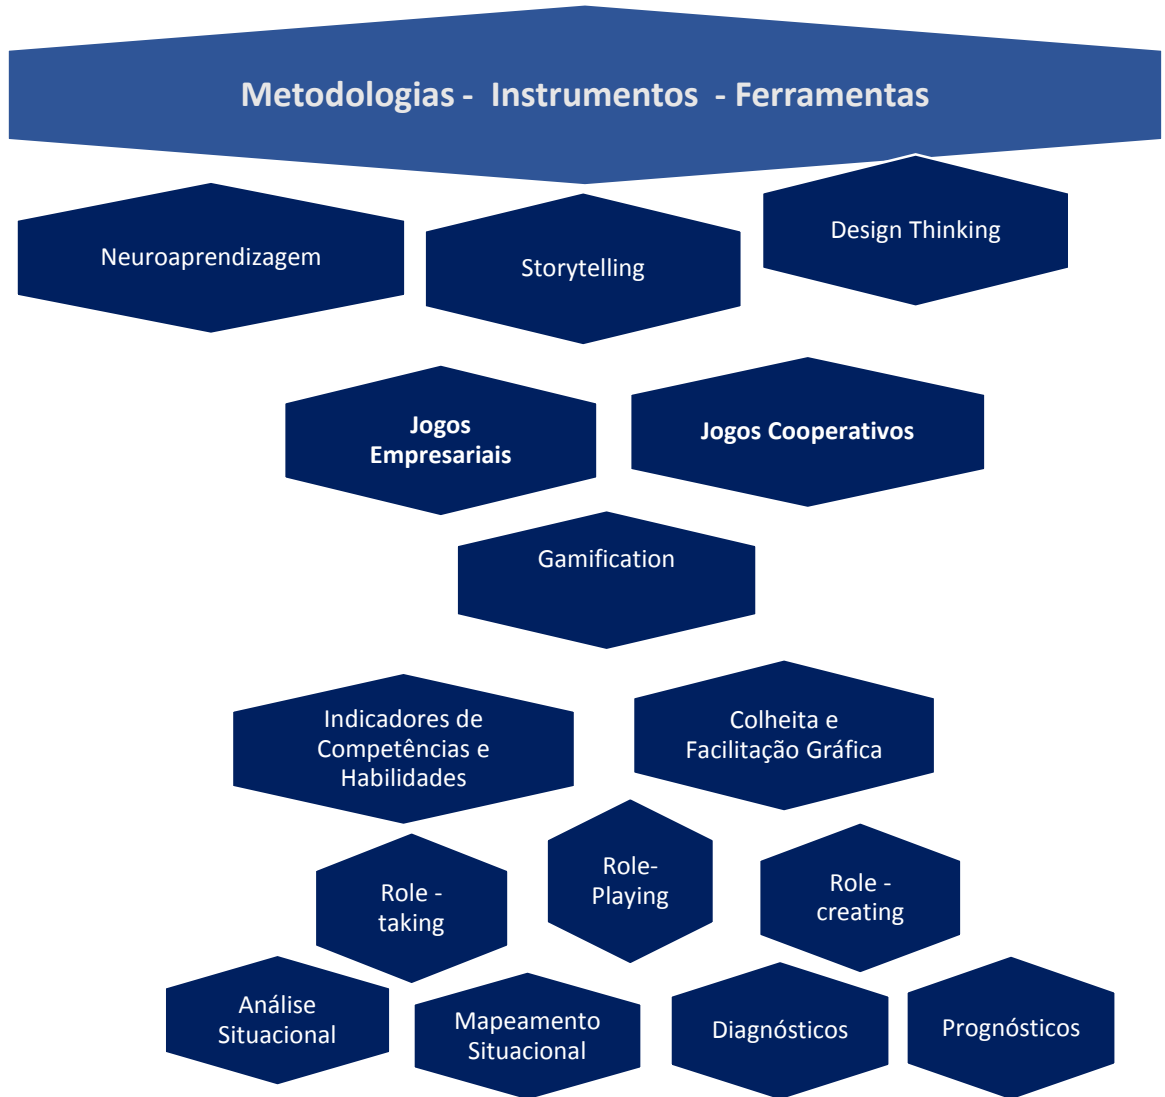 Metodologias - Instrumentos - Ferramentas
Neuroaprendizagem
Storytelling
Design Thinking
Jogos
Empresariais
Jogos Cooperativos
Gamification
Indicadores de
Competências e
Habilidades
Colheita e
Facilitação Gráfica
Role -
taking
Role-
Playing
Role -
creating
Análise
Situacional
Mapeamento
Situacional
Diagnósticos
Prognósticos